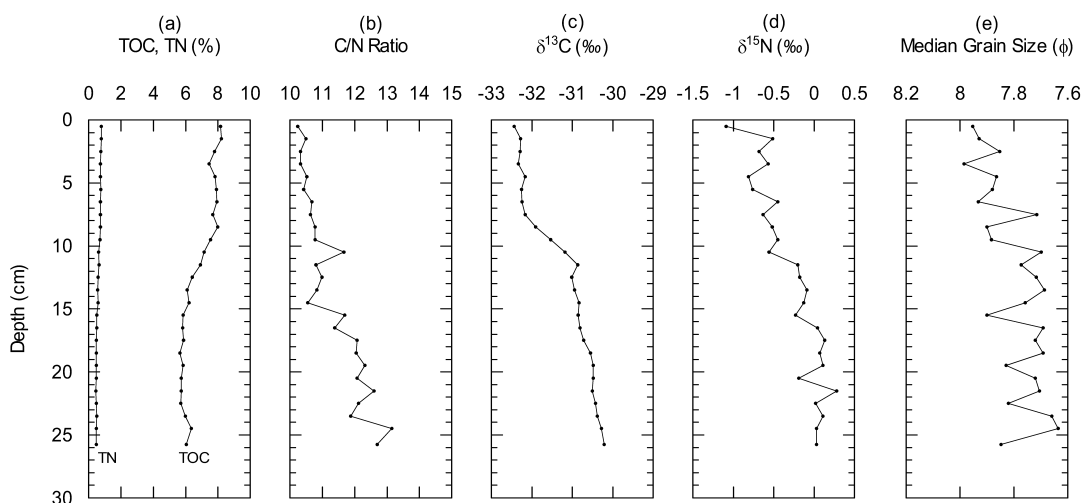 (a) (b) (c) (d) (e)
TOC, TN (%) C/N Ratio δ13C (‰) δ15N (‰) Median Grain Size (ϕ)
0 2 4 6 8 10 10 11 12 13 14 15 -33 -32 -31 -30 -29 -1.5 -1 -0.5 0 0.5 8.2 8 7.8 7.6
0
5
10
15
20
25
30
Depth (cm)
TN TOC